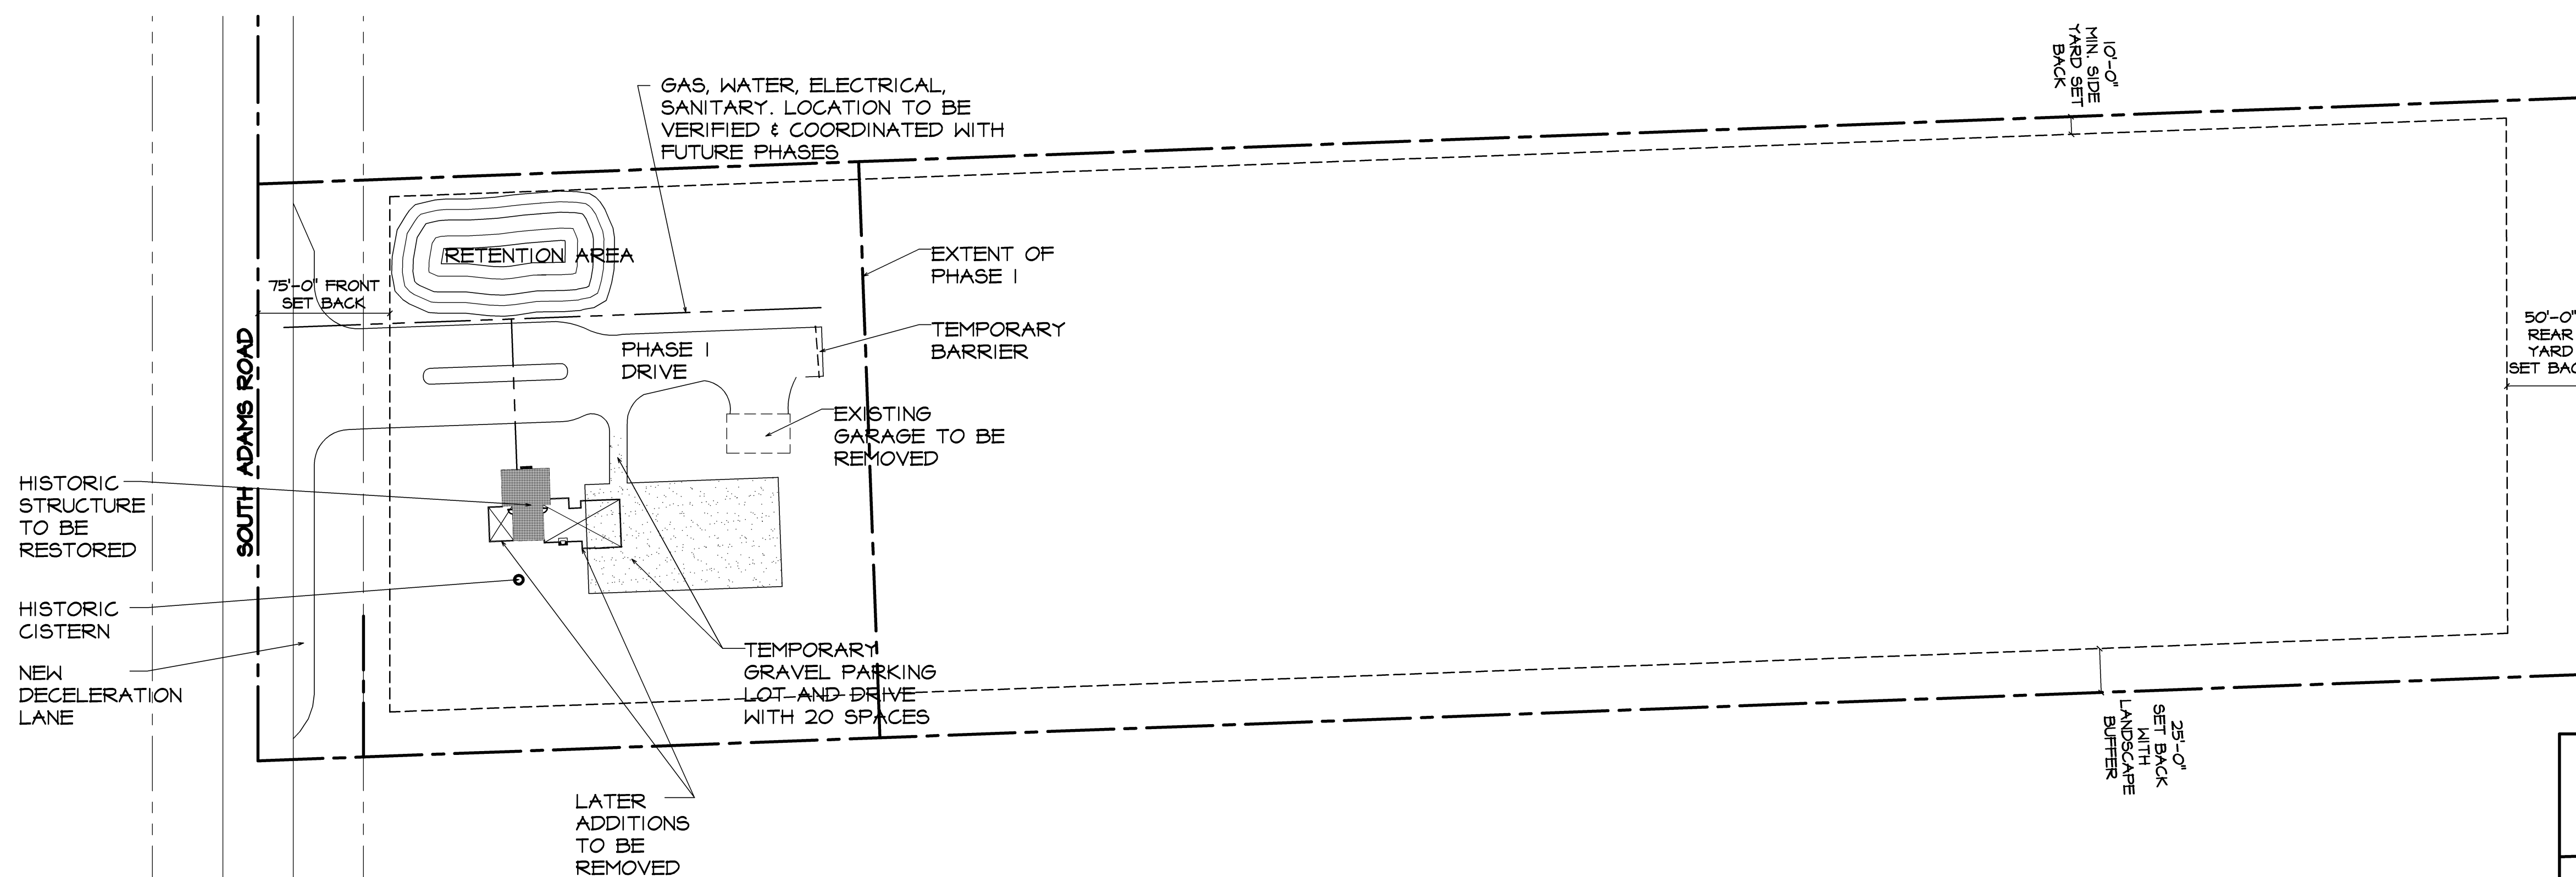 10'-0"
MIN. SIDE
YARD SET
BACK
GAS, WATER, ELECTRICAL,
SANITARY. LOCATION TO BE
VERIFIED & COORDINATED WITH
FUTURE PHASES
RETENTION AREA
EXTENT OF
PHASE I
75'-0" FRONT
SET BACK
TEMPORARY
BARRIER
PHASE I
DRIVE
50'-0"
REAR
YARD
SET BAC
SOUTH ADAMS ROAD
EXISTING
GARAGE TO BE
REMOVED
HISTORIC
STRUCTURE
TO BE
RESTORED
HISTORIC
CISTERN
NEW
DECELERATION
LANE
TEMPORARY
GRAVEL PARKING
LOT AND DRIVE
WITH 20 SPACES
25'-0"
SET BACK
WITH
LANDSCAPE
BUFFER
LATER
ADDITIONS
TO BE
REMOVED